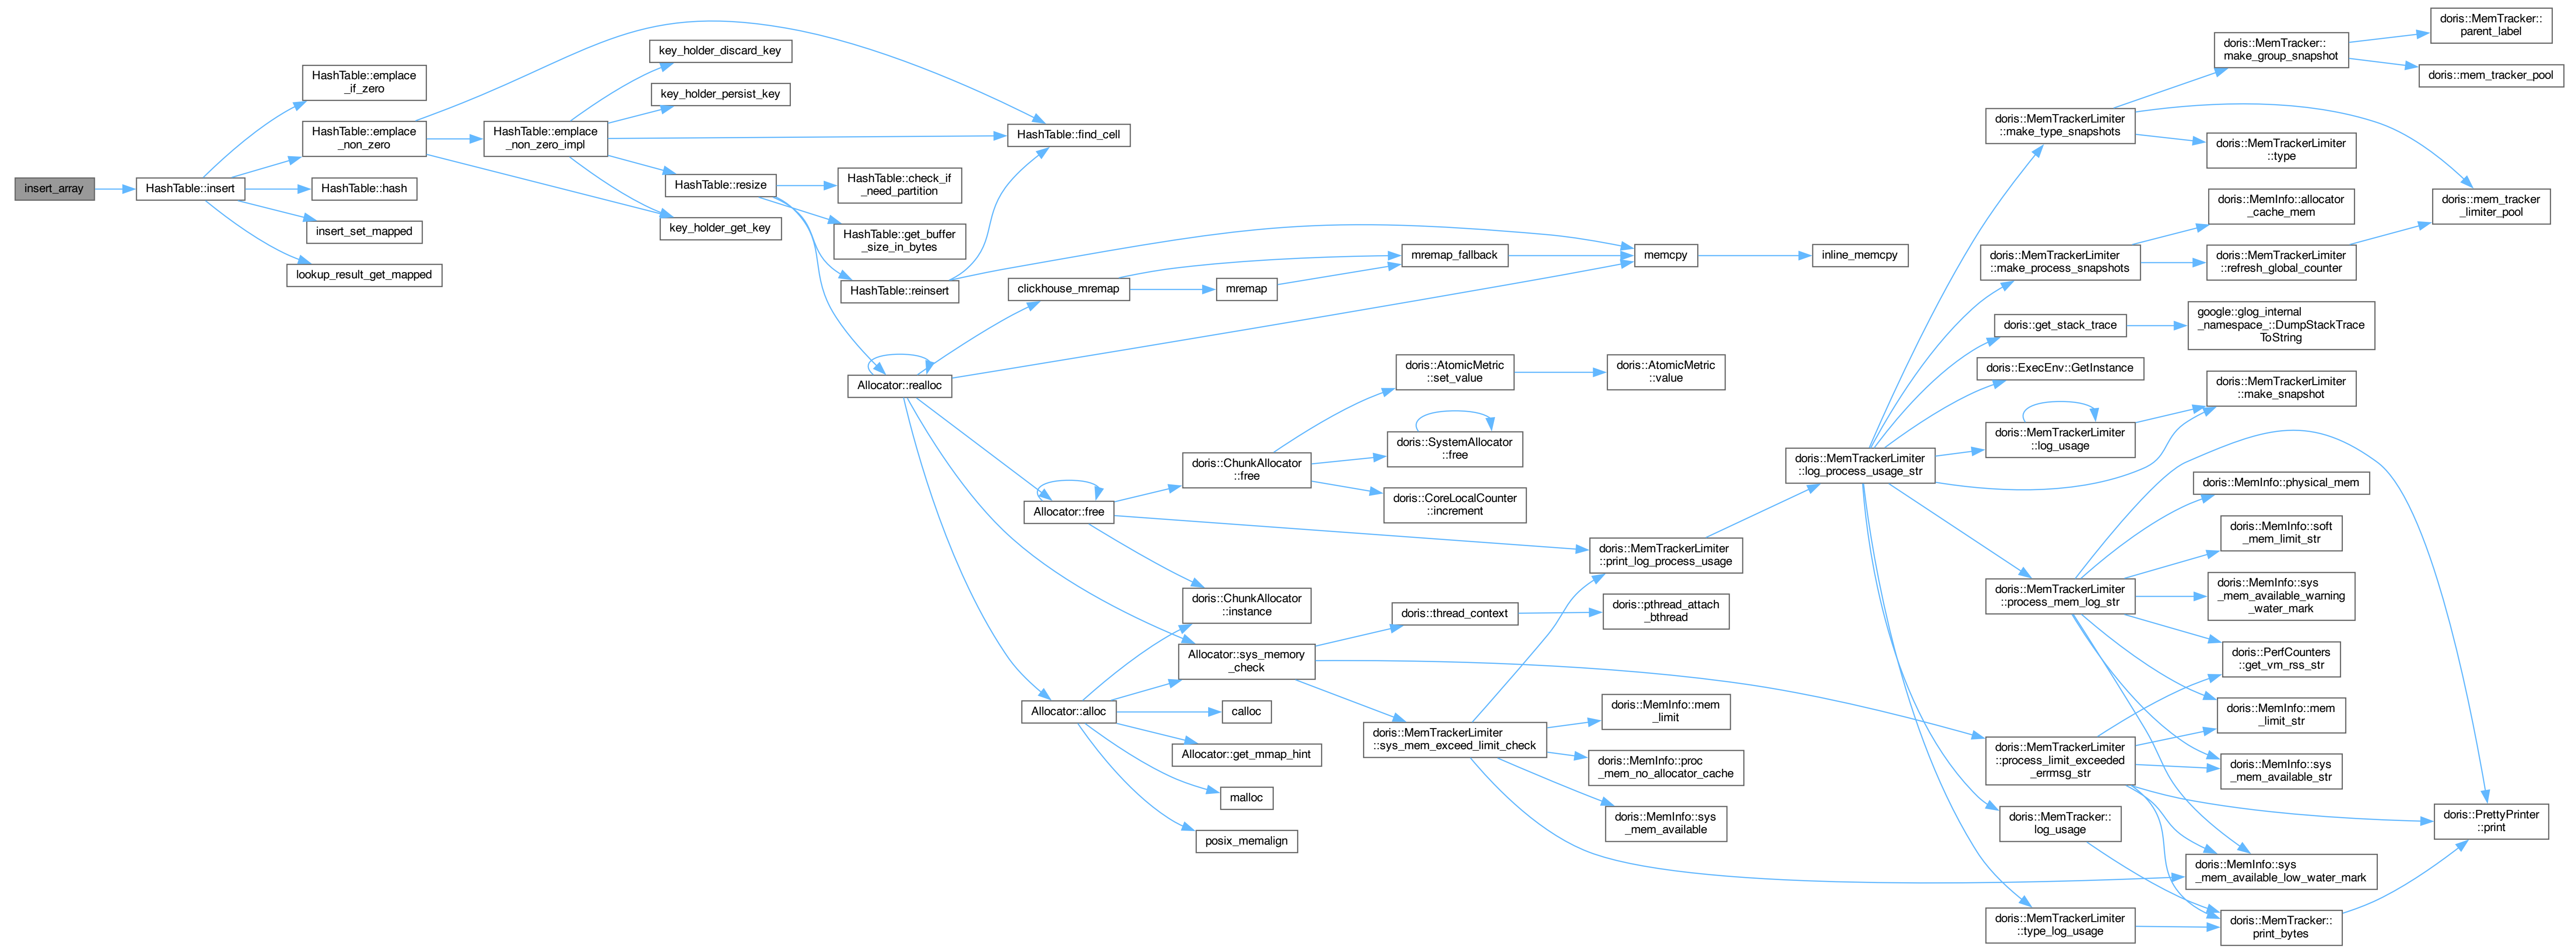 insert_array
HashTable::insert
HashTable::emplace
_if_zero
HashTable::emplace
_non_zero
HashTable::hash
insert_set_mapped
lookup_result_get_mapped
HashTable::emplace
_non_zero_impl
key_holder_discard_key
key_holder_persist_key
HashTable::resize
key_holder_get_key
HashTable::find_cell
HashTable::check_if
_need_partition
HashTable::get_buffer
_size_in_bytes
HashTable::reinsert
Allocator::realloc
clickhouse_mremap
mremap
mremap_fallback
memcpy
inline_memcpy
Allocator::free
Allocator::alloc
doris::ChunkAllocator
::free
doris::ChunkAllocator
::instance
Allocator::sys_memory
_check
calloc
Allocator::get_mmap_hint
malloc
posix_memalign
doris::AtomicMetric
::set_value
doris::AtomicMetric
::value
doris::SystemAllocator
::free
doris::CoreLocalCounter
::increment
doris::MemTrackerLimiter
::print_log_process_usage
doris::thread_context
doris::pthread_attach
_bthread
doris::MemTrackerLimiter
::sys_mem_exceed_limit_check
doris::MemInfo::mem
_limit
doris::MemInfo::proc
_mem_no_allocator_cache
doris::MemInfo::sys
_mem_available
doris::MemTrackerLimiter
::log_process_usage_str
doris::MemTrackerLimiter
::make_type_snapshots
doris::MemTracker::
make_group_snapshot
doris::MemTracker::
parent_label
doris::mem_tracker_pool
doris::MemTrackerLimiter
::type
doris::mem_tracker
_limiter_pool
doris::MemTrackerLimiter
::make_process_snapshots
doris::MemInfo::allocator
_cache_mem
doris::MemTrackerLimiter
::refresh_global_counter
doris::get_stack_trace
google::glog_internal
_namespace_::DumpStackTrace
ToString
doris::ExecEnv::GetInstance
doris::MemTrackerLimiter
::log_usage
doris::MemTrackerLimiter
::make_snapshot
doris::MemTrackerLimiter
::process_mem_log_str
doris::MemInfo::physical_mem
doris::MemInfo::soft
_mem_limit_str
doris::MemInfo::sys
_mem_available_warning
_water_mark
doris::PerfCounters
::get_vm_rss_str
doris::MemInfo::mem
_limit_str
doris::MemTrackerLimiter
::process_limit_exceeded
_errmsg_str
doris::MemInfo::sys
_mem_available_str
doris::PrettyPrinter
::print
doris::MemTracker::
log_usage
doris::MemInfo::sys
_mem_available_low_water_mark
doris::MemTrackerLimiter
::type_log_usage
doris::MemTracker::
print_bytes